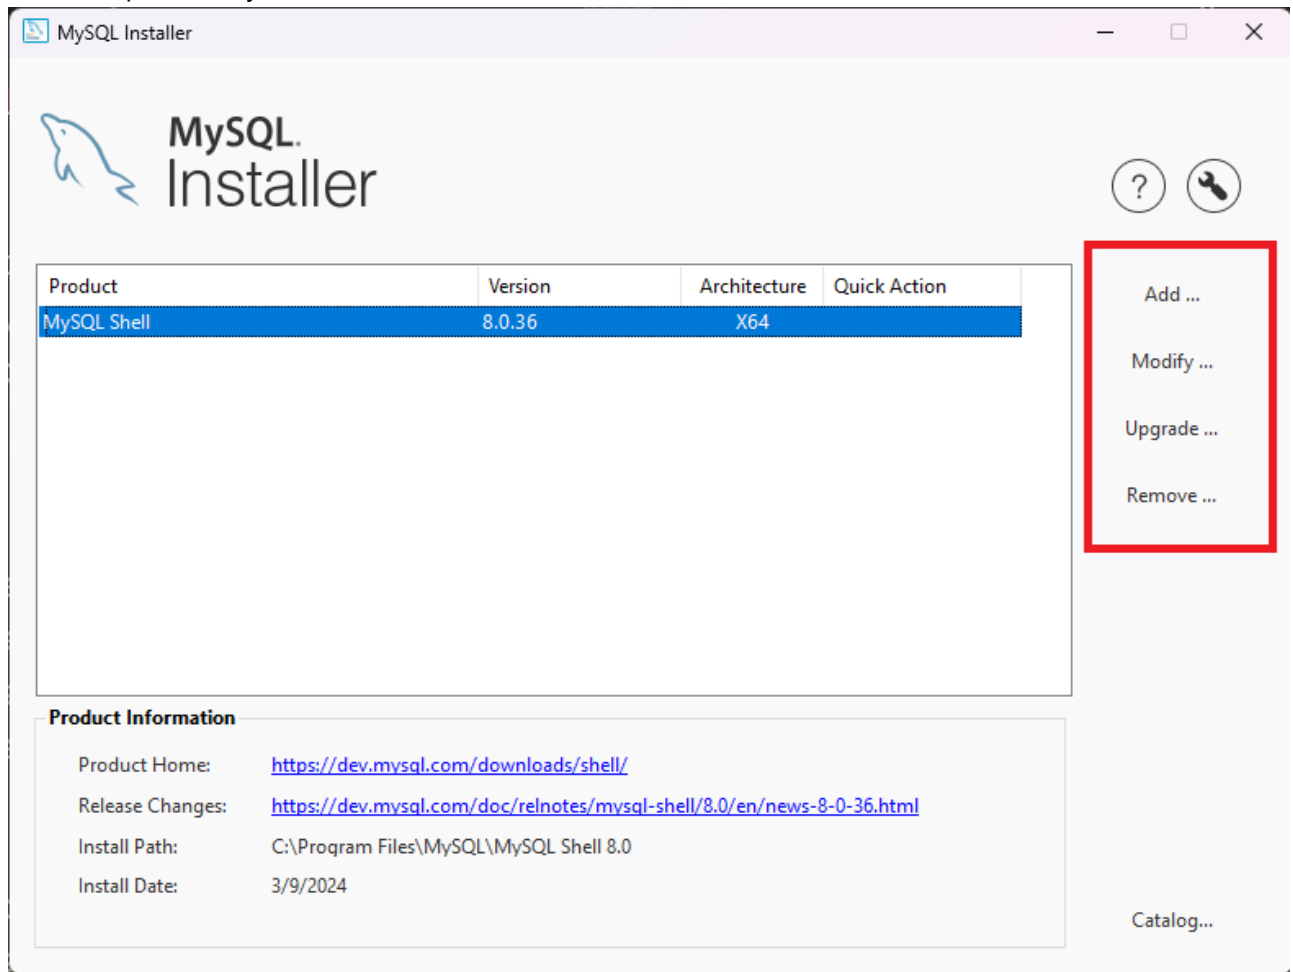 MySQL Installer
MySQL.
Installer
?
Product Version Architecture Quick Action
MySQL Shell 8.0.36 X64
Add ...
Modify ...
Upgrade ...
Remove ...
Product Information
Product Home: https://dev.mysql.com/downloads/shell/
Release Changes: https://dev.mysql.com/doc/relnotes/mysql-shell/8.0/en/news-8-0-36.html
Install Path: C:\Program Files\MySQL\MySQL Shell 8.0
Install Date: 3/9/2024
Catalog...